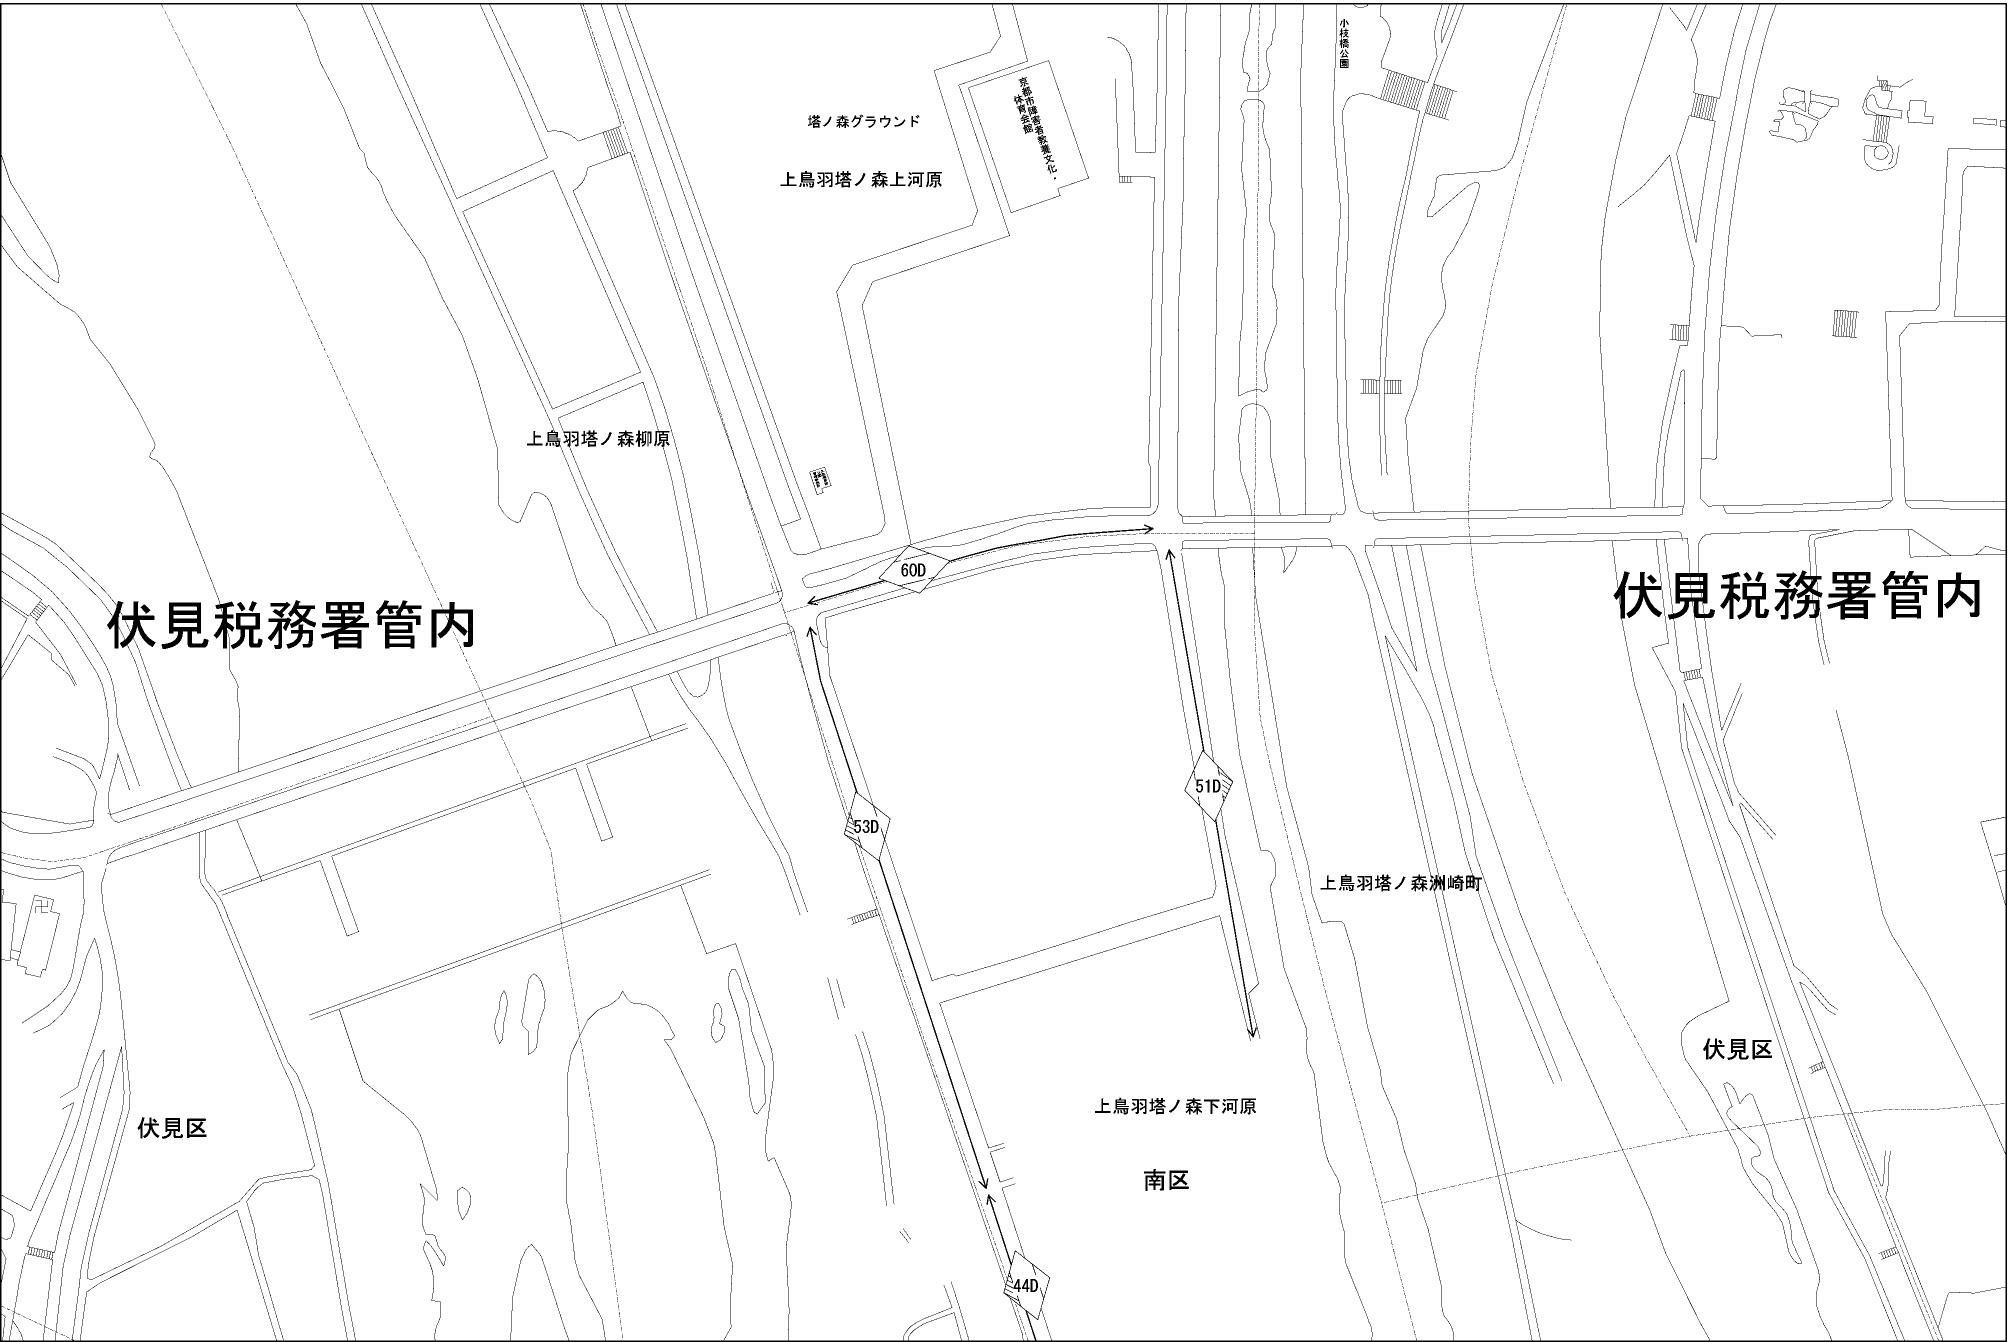 小枝橋公園
塔ノ森グラウンド
京都市障害者教養文化・
体育会館
上鳥羽塔ノ森上河原
上鳥羽塔ノ森柳原
60D
伏見税務署管内
伏見税務署管内
51D
53D
上鳥羽塔ノ森洲崎町
伏見区
上鳥羽塔ノ森下河原
伏見区
南区
44D